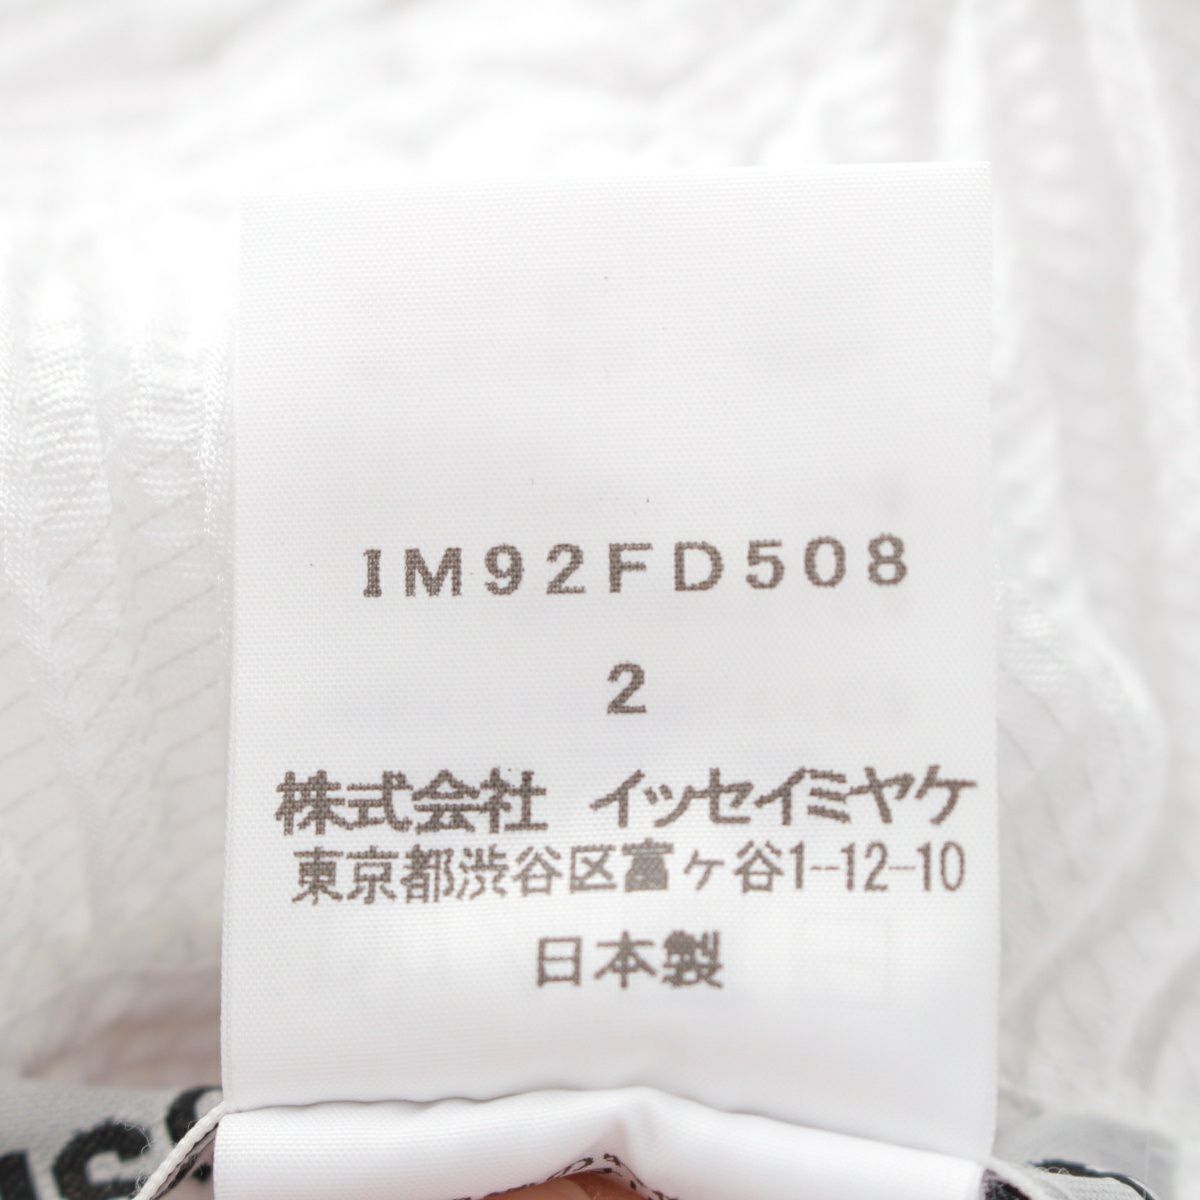 IM92FD508
2
株式会社 イッセイミヤケ
東京都渋谷区富ヶ谷1-12-10
日本製